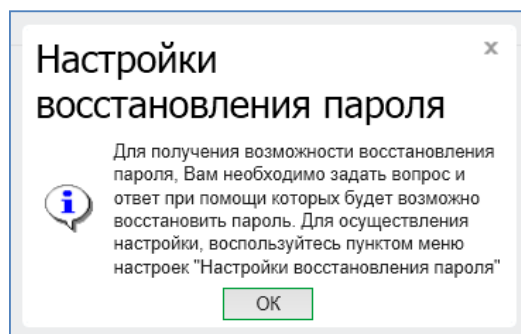 Настройки
восстановления пароля
x
Для получения возможности восстановления
пароля, Вам необходимо задать вопрос и
ответ при помощи которых будет возможно
восстановить пароль. Для осуществления
настройки, воспользуйтесь пунктом меню
настроек "Настройки восстановления пароля"
ОК